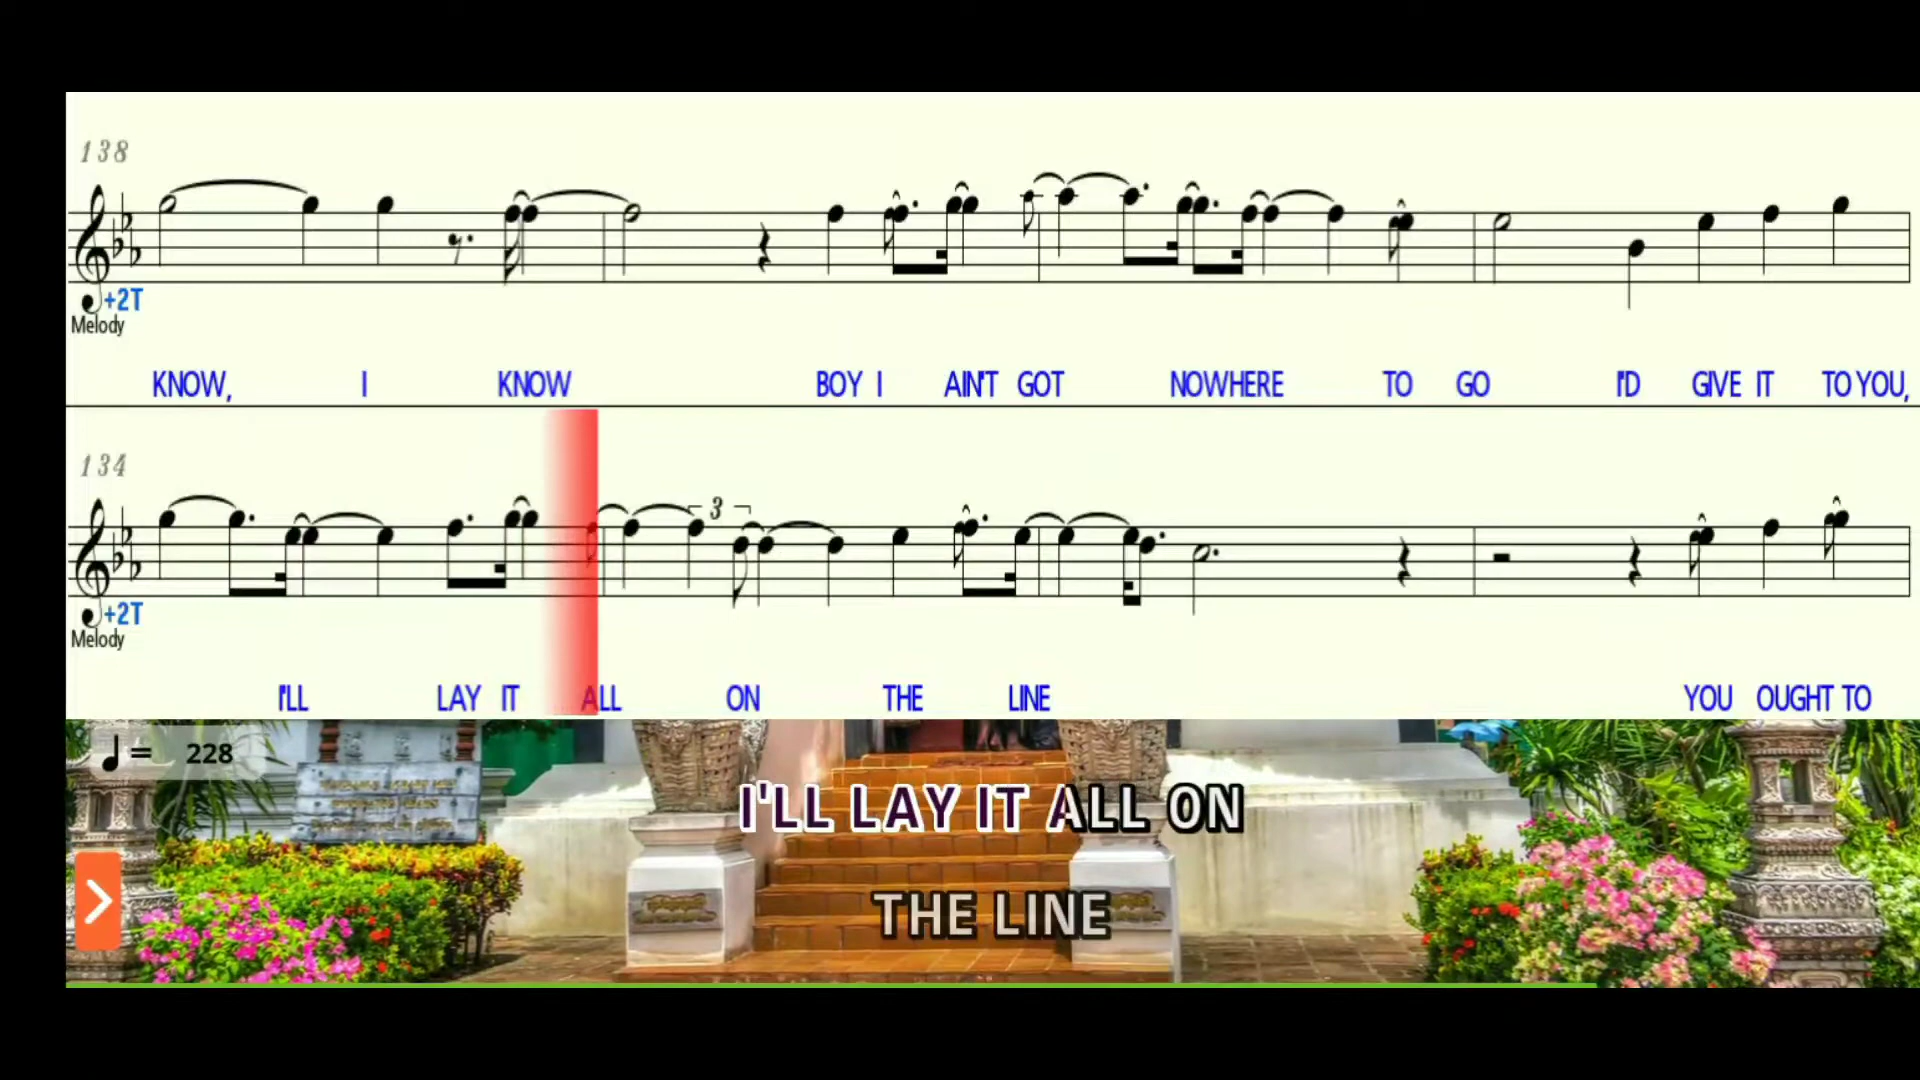 138
+2T
Melody
KNOW, I KNOW BOY I AIN'T GOT NOWHERE TO GO I'D GIVE IT TO YOU,
134
3
+2T
Melody
I'LL LAY IT ALL ON THE LINE YOU OUGHT TO
= 228
I'LL LAY IT ALL ON
THE LINE